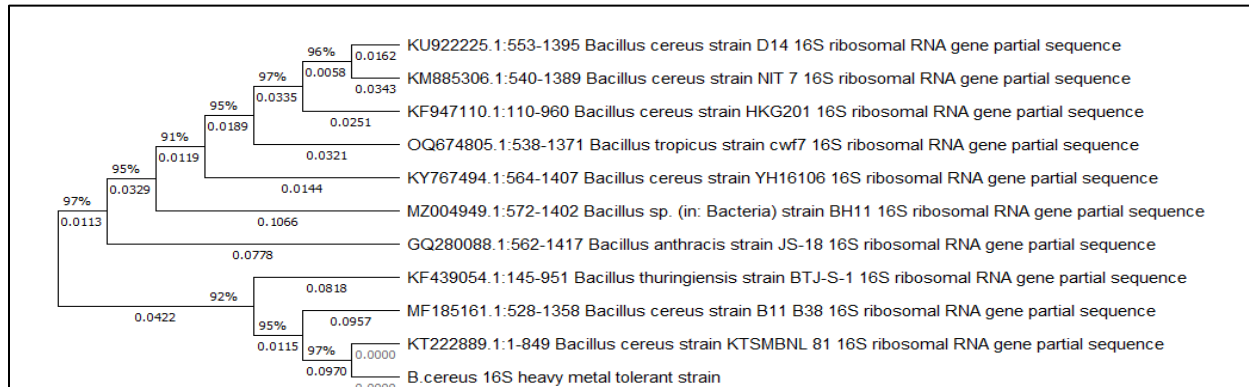 96% 0.0162 KU922225.1:553-1395 Bacillus cereus strain D14 16S ribosomal RNA gene partial sequence
97% 0.0058 KM885306.1:540-1389 Bacillus cereus strain NIT 7 16S ribosomal RNA gene partial sequence
0.0343
95% 0.0335 KF947110.1:110-960 Bacillus cereus strain HKG201 16S ribosomal RNA gene partial sequence
0.0251
91% 0.0189 OQ674805.1:538-1371 Bacillus tropicus strain cwf7 16S ribosomal RNA gene partial sequence
0.0321
95% 0.0119 KY767494.1:564-1407 Bacillus cereus strain YH16106 16S ribosomal RNA gene partial sequence
0.0144
97% 0.0329 MZ004949.1:572-1402 Bacillus sp. (in: Bacteria) strain BH11 16S ribosomal RNA gene partial sequence
0.0113 0.1066
GQ280088.1:562-1417 Bacillus anthracis strain JS-18 16S ribosomal RNA gene partial sequence
0.0778
KF439054.1:145-951 Bacillus thuringiensis strain BTJ-S-1 16S ribosomal RNA gene partial sequence
92% 0.0818
0.0422 MF185161.1:528-1358 Bacillus cereus strain B11 B38 16S ribosomal RNA gene partial sequence
95% 0.0957
0.0115 KT222889.1:1-849 Bacillus cereus strain KTSMBNL 81 16S ribosomal RNA gene partial sequence
97% 0.0000
0.0970 B.cereus 16S heavy metal tolerant strain
0.0000